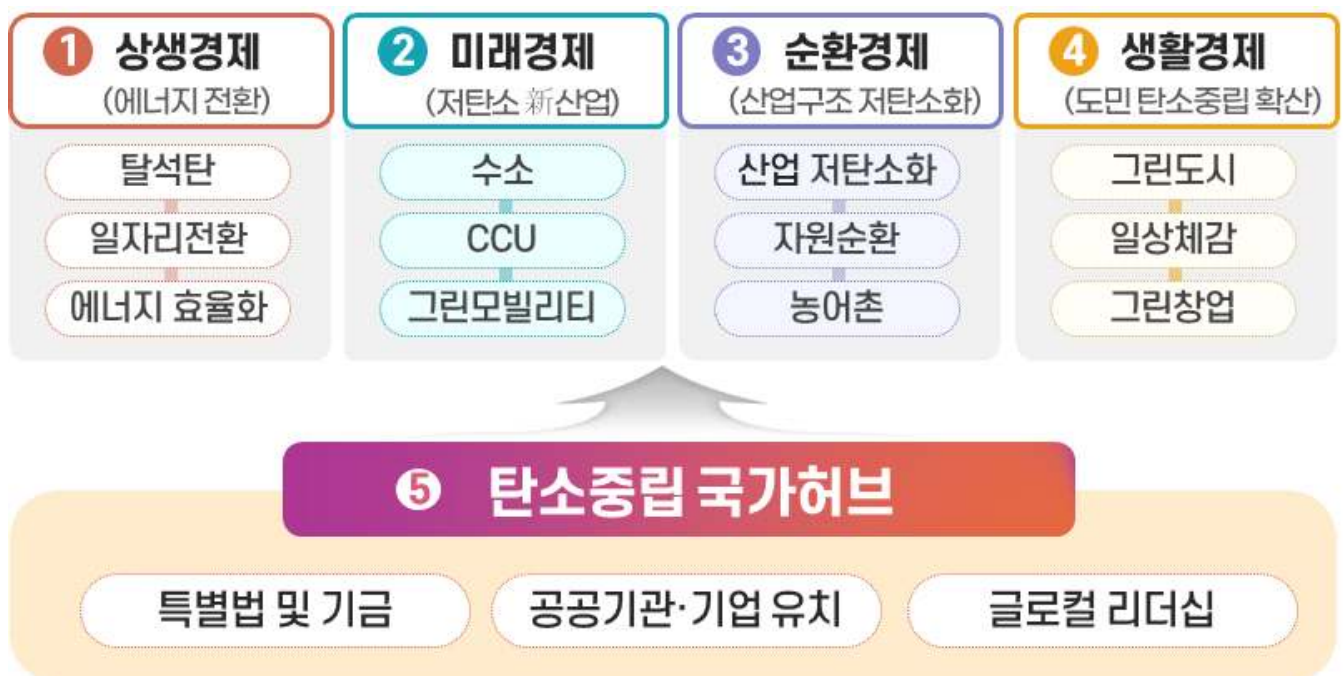 1 상생경제
(에너지 전환)
탈석탄
일자리전환
에너지 효율화
2 미래경제
(저탄소 新산업)
수소
CCU
그린모빌리티
3 순환경제
(산업구조 저탄소화)
산업 저탄소화
자원순환
농어촌
4 생활경제
(도민 탄소중립 확산)
그린도시
일상체감
그린창업
5 탄소중립 국가허브
특별법 및 기금
공공기관·기업 유치
글로컬 리더십